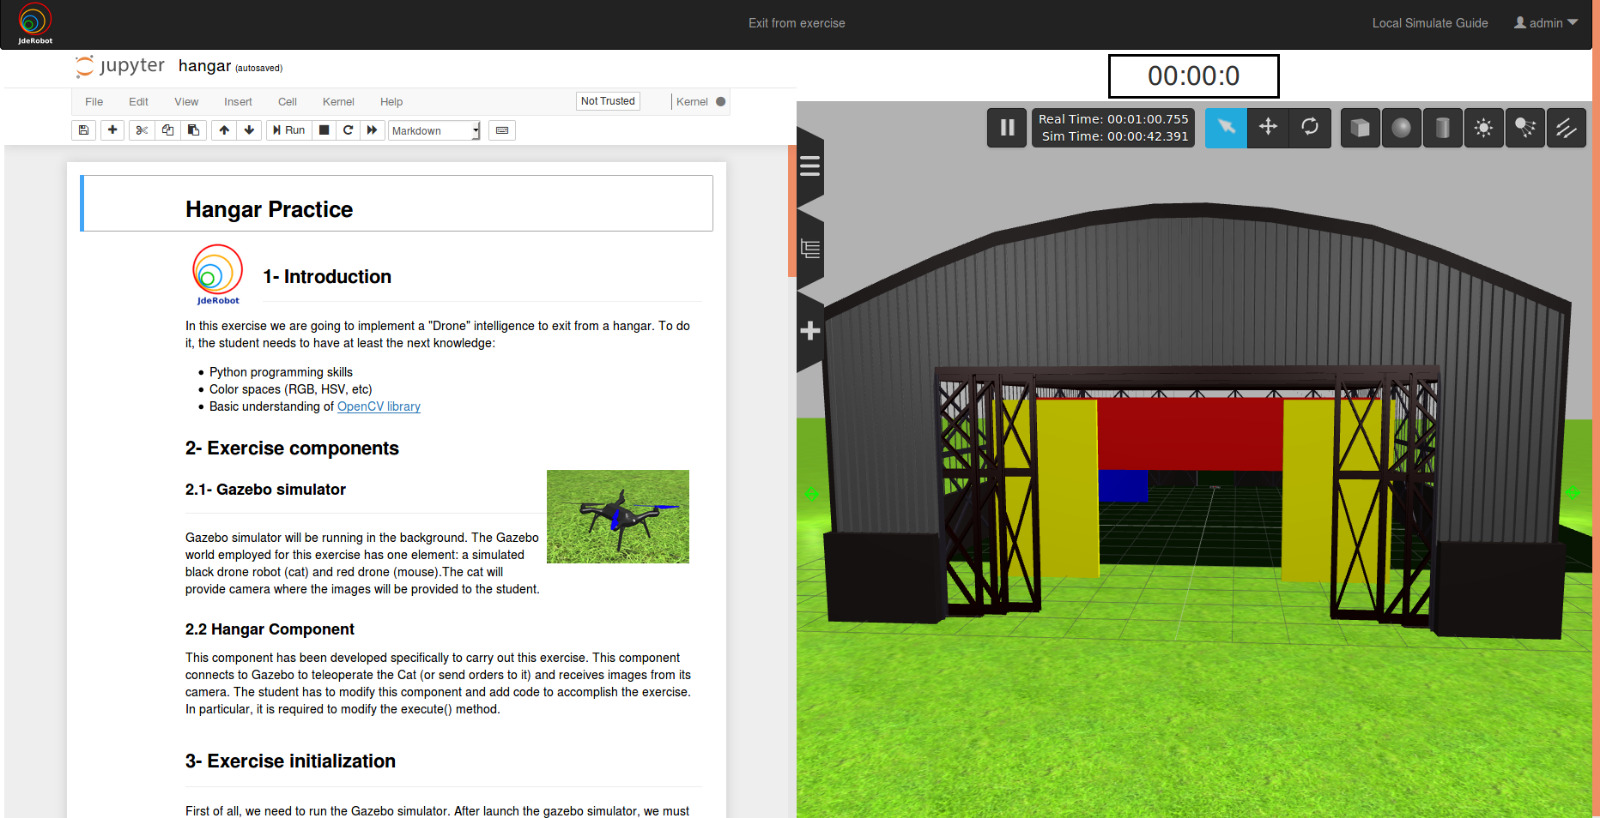 JdeRobot
Exit from exercise
Local Simulate Guide
admin
jupyter hangar (autosaved)
File Edit View Insert Cell Kernel Help
Not Trusted
Kernel
Run
Markdown
00:00:0
Real Time: 00:01:00.755
Sim Time: 00:00:42.391
Hangar Practice
JdeRobot
1- Introduction
In this exercise we are going to implement a "Drone" intelligence to exit from a hangar. To do
it, the student needs to have at least the next knowledge:
Python programming skills
Color spaces (RGB, HSV, etc)
Basic understanding of OpenCV library
2- Exercise components
2.1- Gazebo simulator
Gazebo simulator will be running in the background. The Gazebo
world employed for this exercise has one element: a simulated
black drone robot (cat) and red drone (mouse).The cat will
provide camera where the images will be provided to the student.
2.2 Hangar Component
This component has been developed specifically to carry out this exercise. This component
connects to Gazebo to teleoperate the Cat (or send orders to it) and receives images from its
camera. The student has to modify this component and add code to accomplish the exercise.
In particular, it is required to modify the execute() method.
3- Exercise initialization
First of all, we need to run the Gazebo simulator. After launch the gazebo simulator, we must